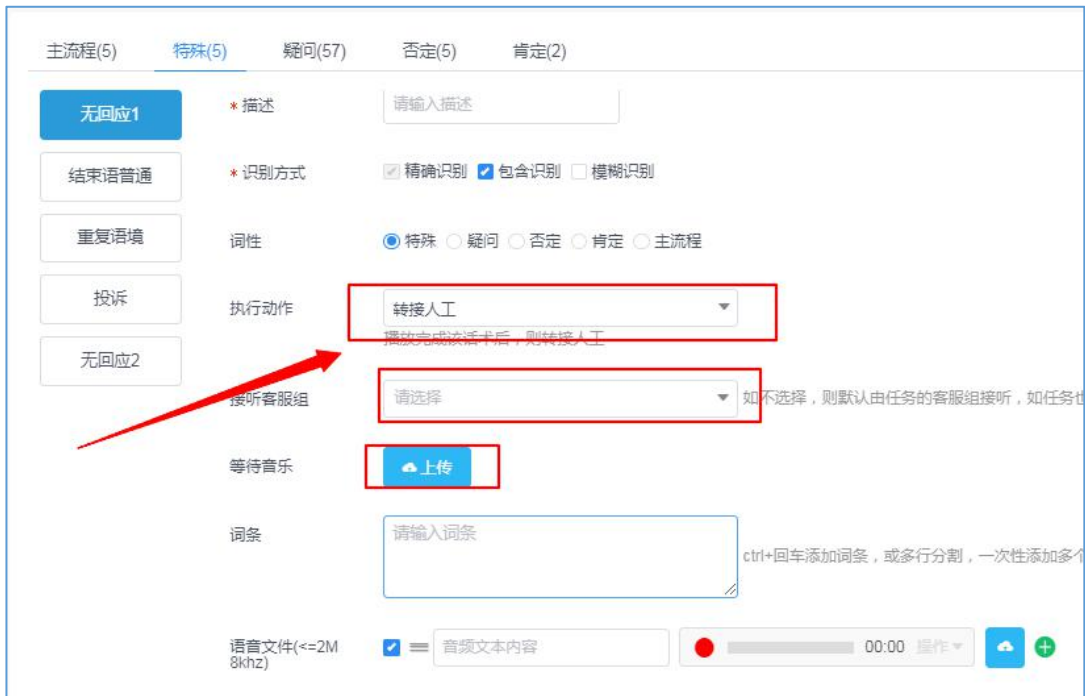 主流程(5) 特殊(5) 疑问(57) 否定(5) 肯定(2)
无回应1
结束语普通
重复语境
投诉
无回应2
* 描述 请输入描述
* 识别方式 精确识别 包含识别 模糊识别
词性 特殊 疑问 否定 肯定 主流程
执行动作 转接人工
播放完成该话术后，则转接人工
接听客服组 请选择 如不选择，则默认由任务的客服组接听，如任务也
等待音乐 上传
词条 请输入词条
ctrl+回车添加词条，或多行分割，一次性添加多个
语音文件(<=2M
8khz) 音频文本内容 00:00 操作